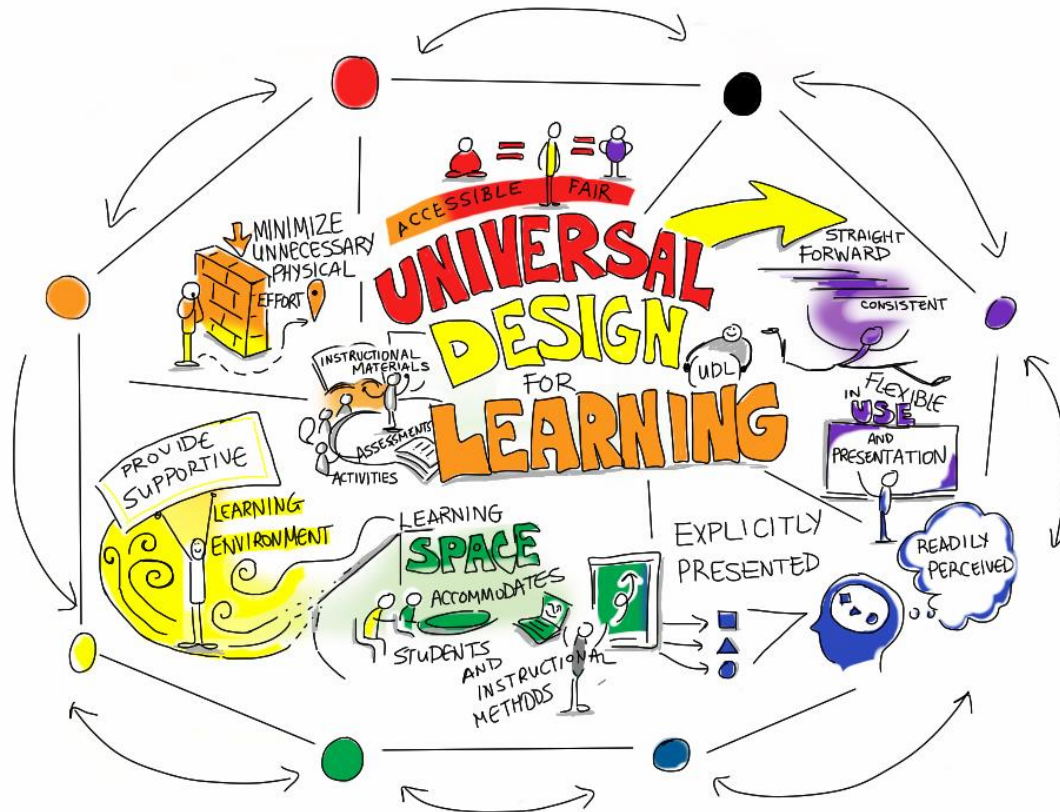 ACCESSIBLE FAIR
UNIVERSAL
DESIGN
FOR
LEARNING
UDL
MINIMIZE
UNNECESSARY
PHYSICAL
EFFORT
STRAIGHT
FORWARD
CONSISTENT
INSTRUCTIONAL
MATERIALS
ASSESSMENTS
ACTIVITIES
IN FLEXIBLE
USE
AND
PRESENTATION
PROVIDE
SUPPORTIVE
LEARNING
ENVIRONMENT
LEARNING
SPACE
ACCOMMODATES
STUDENTS
AND
INSTRUCTIONAL
METHODS
EXPLICITLY
PRESENTED
READILY
PERCEIVED